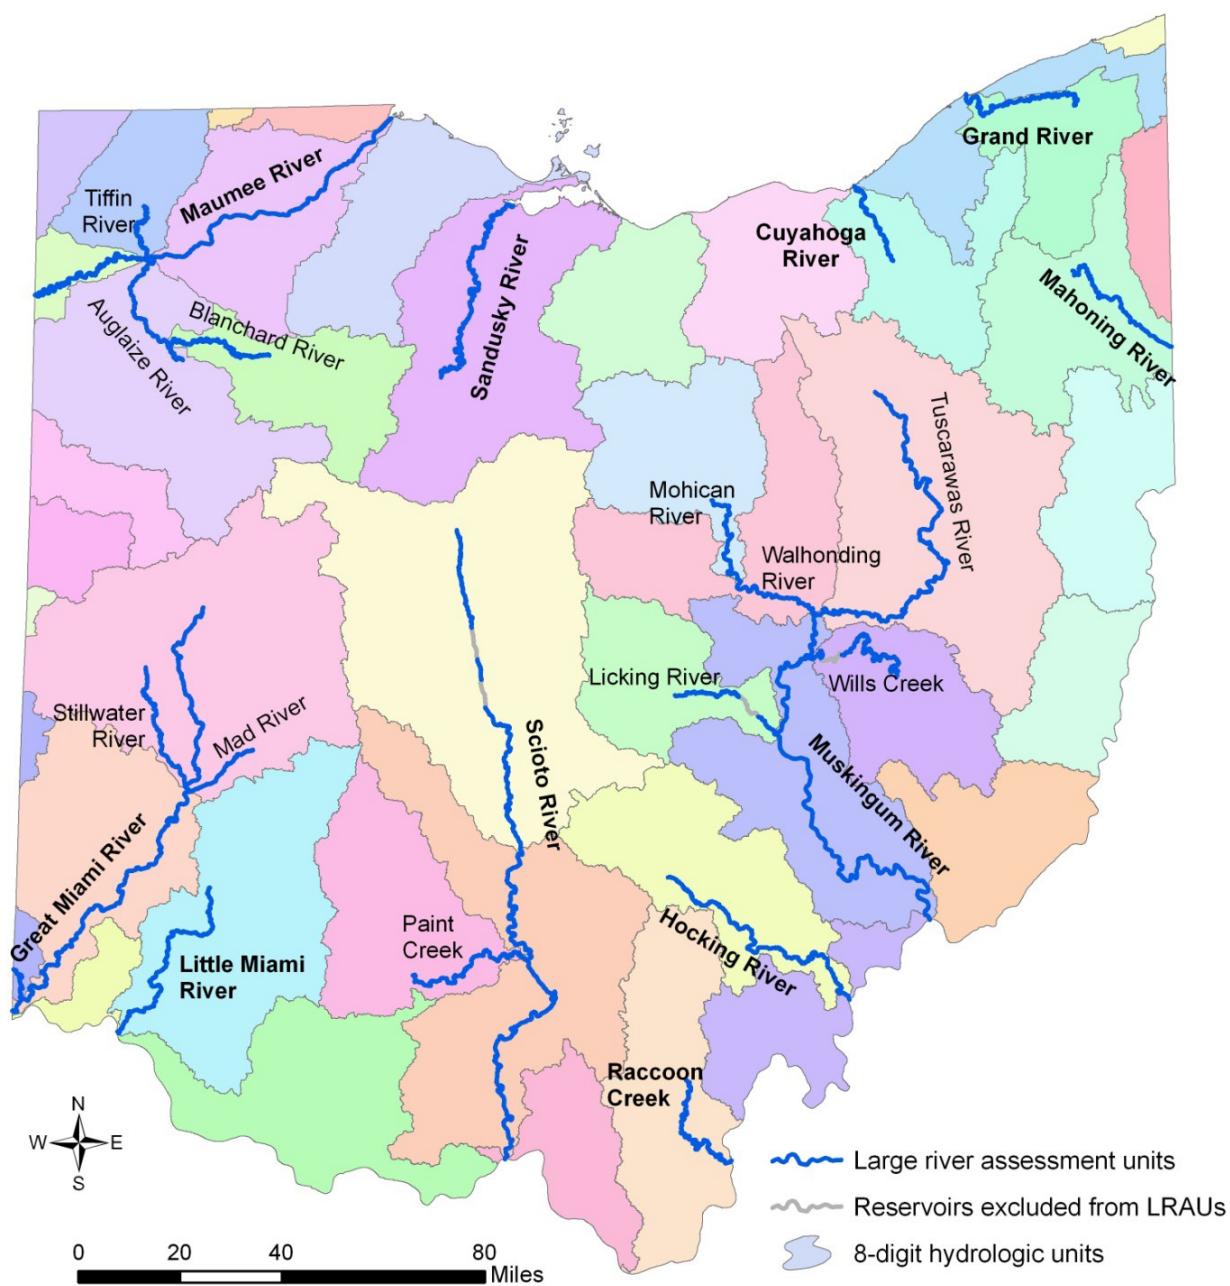 Grand River
Maumee River
Tiffin
River
Cuyahoga
River
Sandusky River
Mahoning River
Blanchard River
Auglaize River
Tuscarawas River
Mohican
River
Walhonding
River
Licking River
Wills Creek
Stillwater
River
Mad River
Scioto River
Muskingum River
Great Miami River
Paint
Creek
Hocking River
Little Miami
River
Raccoon
Creek
N
W
E
S
Large river assessment units
Reservoirs excluded from LRAUs
8-digit hydrologic units
0 20 40 80
Miles